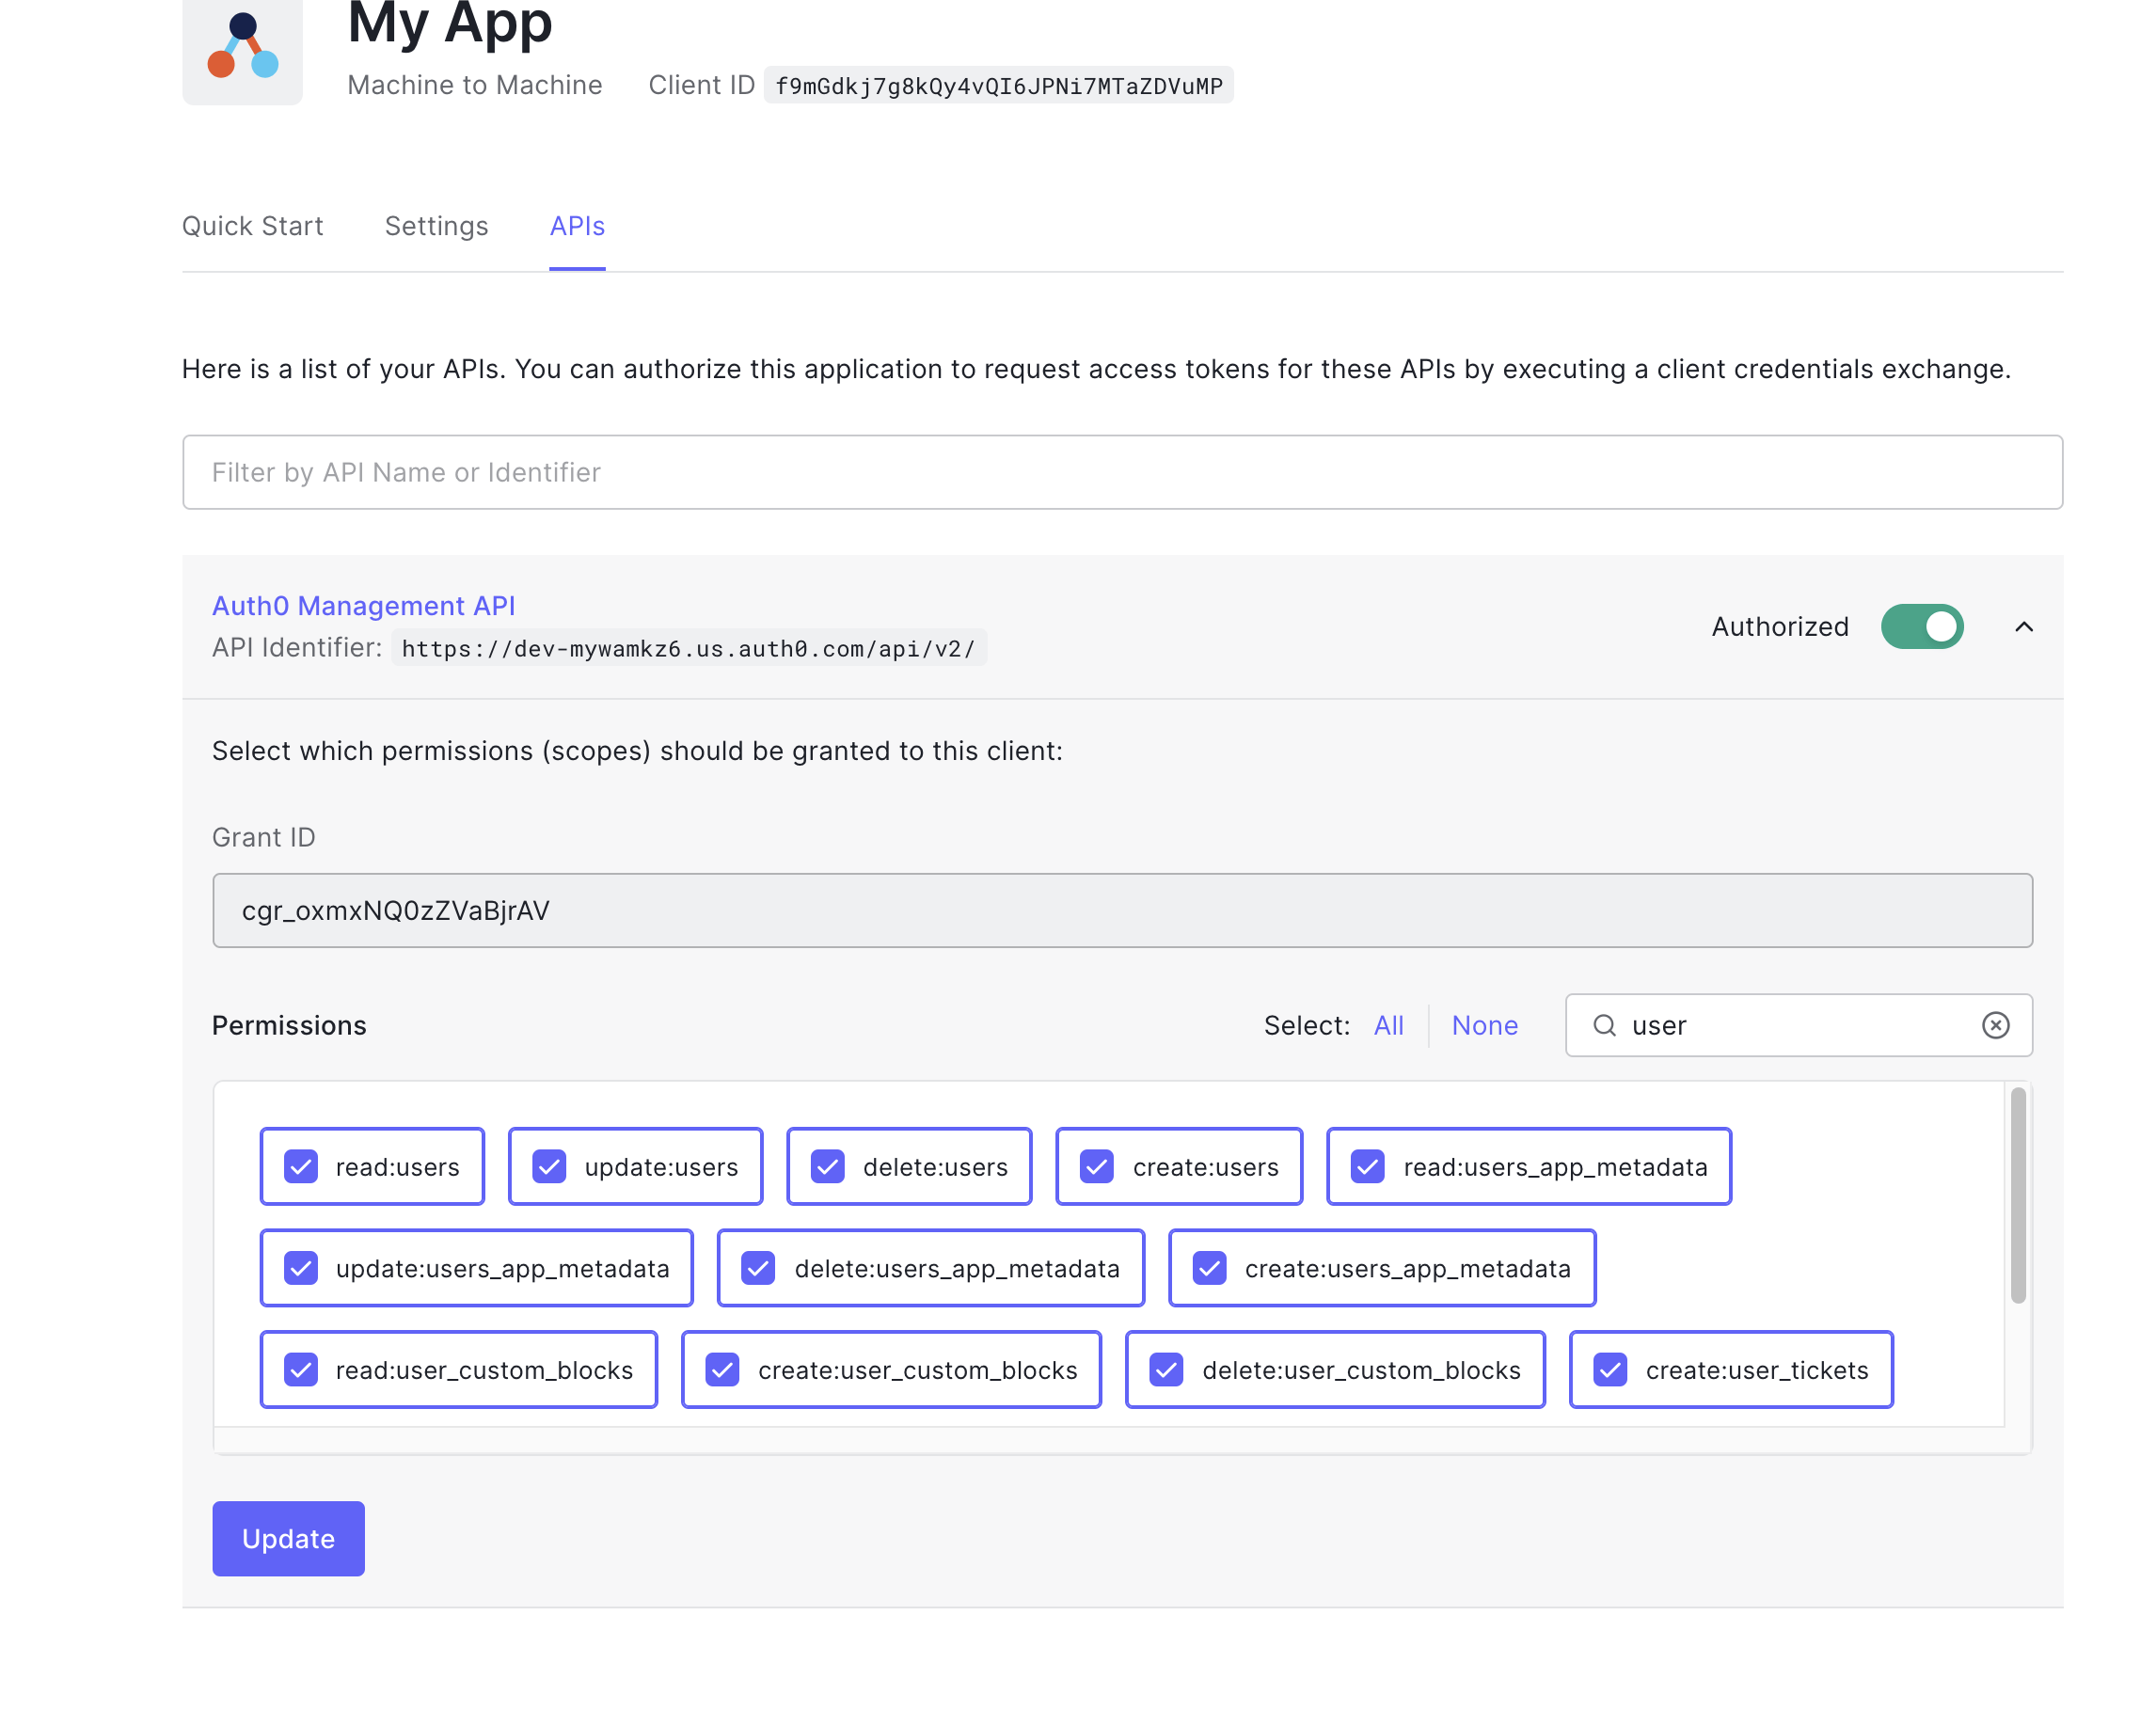 My App
Machine to Machine Client ID f9mGdkj7g8kQy4vQI6JPNi7MTaZDVuMP
Quick Start Settings APIs
Here is a list of your APIs. You can authorize this application to request access tokens for these APIs by executing a client credentials exchange.
Filter by API Name or Identifier
Auth0 Management API
API Identifier: https://dev-mywamkz6.us.auth0.com/api/v2/
Authorized
Select which permissions (scopes) should be granted to this client:
Grant ID
cgr_oxmxNQ0zZVaBjrAV
Permissions Select: All None user
read:users update:users delete:users create:users read:users_app_metadata
update:users_app_metadata delete:users_app_metadata create:users_app_metadata
read:user_custom_blocks create:user_custom_blocks delete:user_custom_blocks create:user_tickets
Update